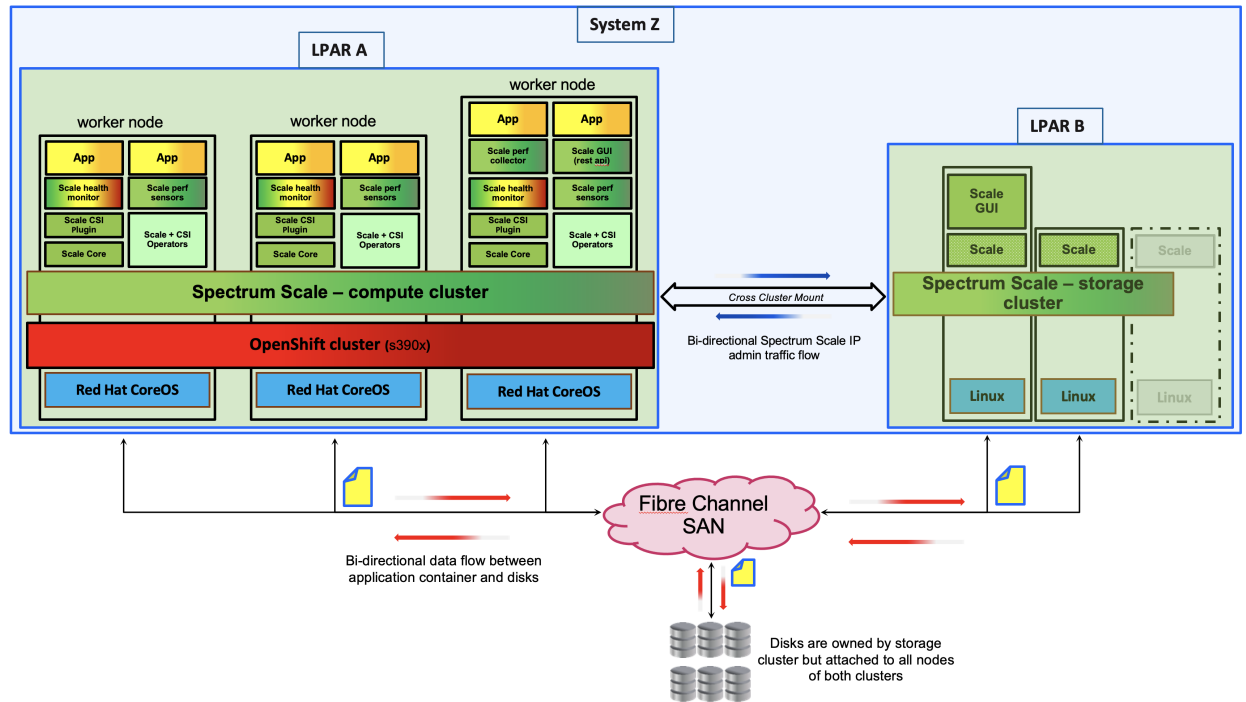 System Z
LPAR A
worker node
App
App
Scale health
monitor
Scale perf
sensors
Scale CSI
Plugin
Scale Core
Scale + CSI
Operators
worker node
App
App
Scale health
monitor
Scale perf
sensors
Scale CSI
Plugin
Scale Core
Scale + CSI
Operators
worker node
App
App
Scale perf
collector
Scale GUI
(rest api)
Scale health
monitor
Scale perf
sensors
Scale CSI
Plugin
Scale Core
Scale + CSI
Operators
Spectrum Scale – compute cluster
OpenShift cluster (s390x)
Red Hat CoreOS
Red Hat CoreOS
Red Hat CoreOS
Cross Cluster Mount
Bi-directional Spectrum Scale IP
admin traffic flow
LPAR B
Scale
GUI
Scale
Scale
Scale
Spectrum Scale – storage
cluster
Linux
Linux
Linux
Fibre Channel
SAN
Bi-directional data flow between
application container and disks
Disks are owned by storage
cluster but attached to all nodes
of both clusters